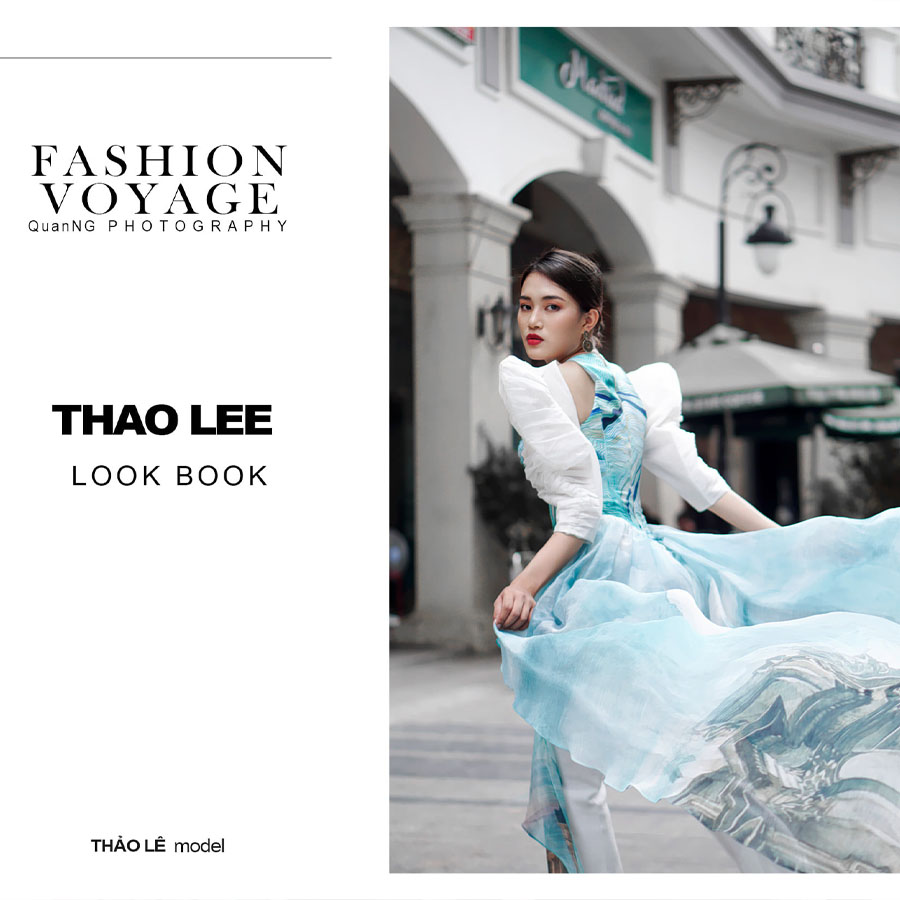 FASHION
VOYAGE
QuanNG PHOTOGRAPHY
THAO LEE
LOOK BOOK
THẢO LÊ model